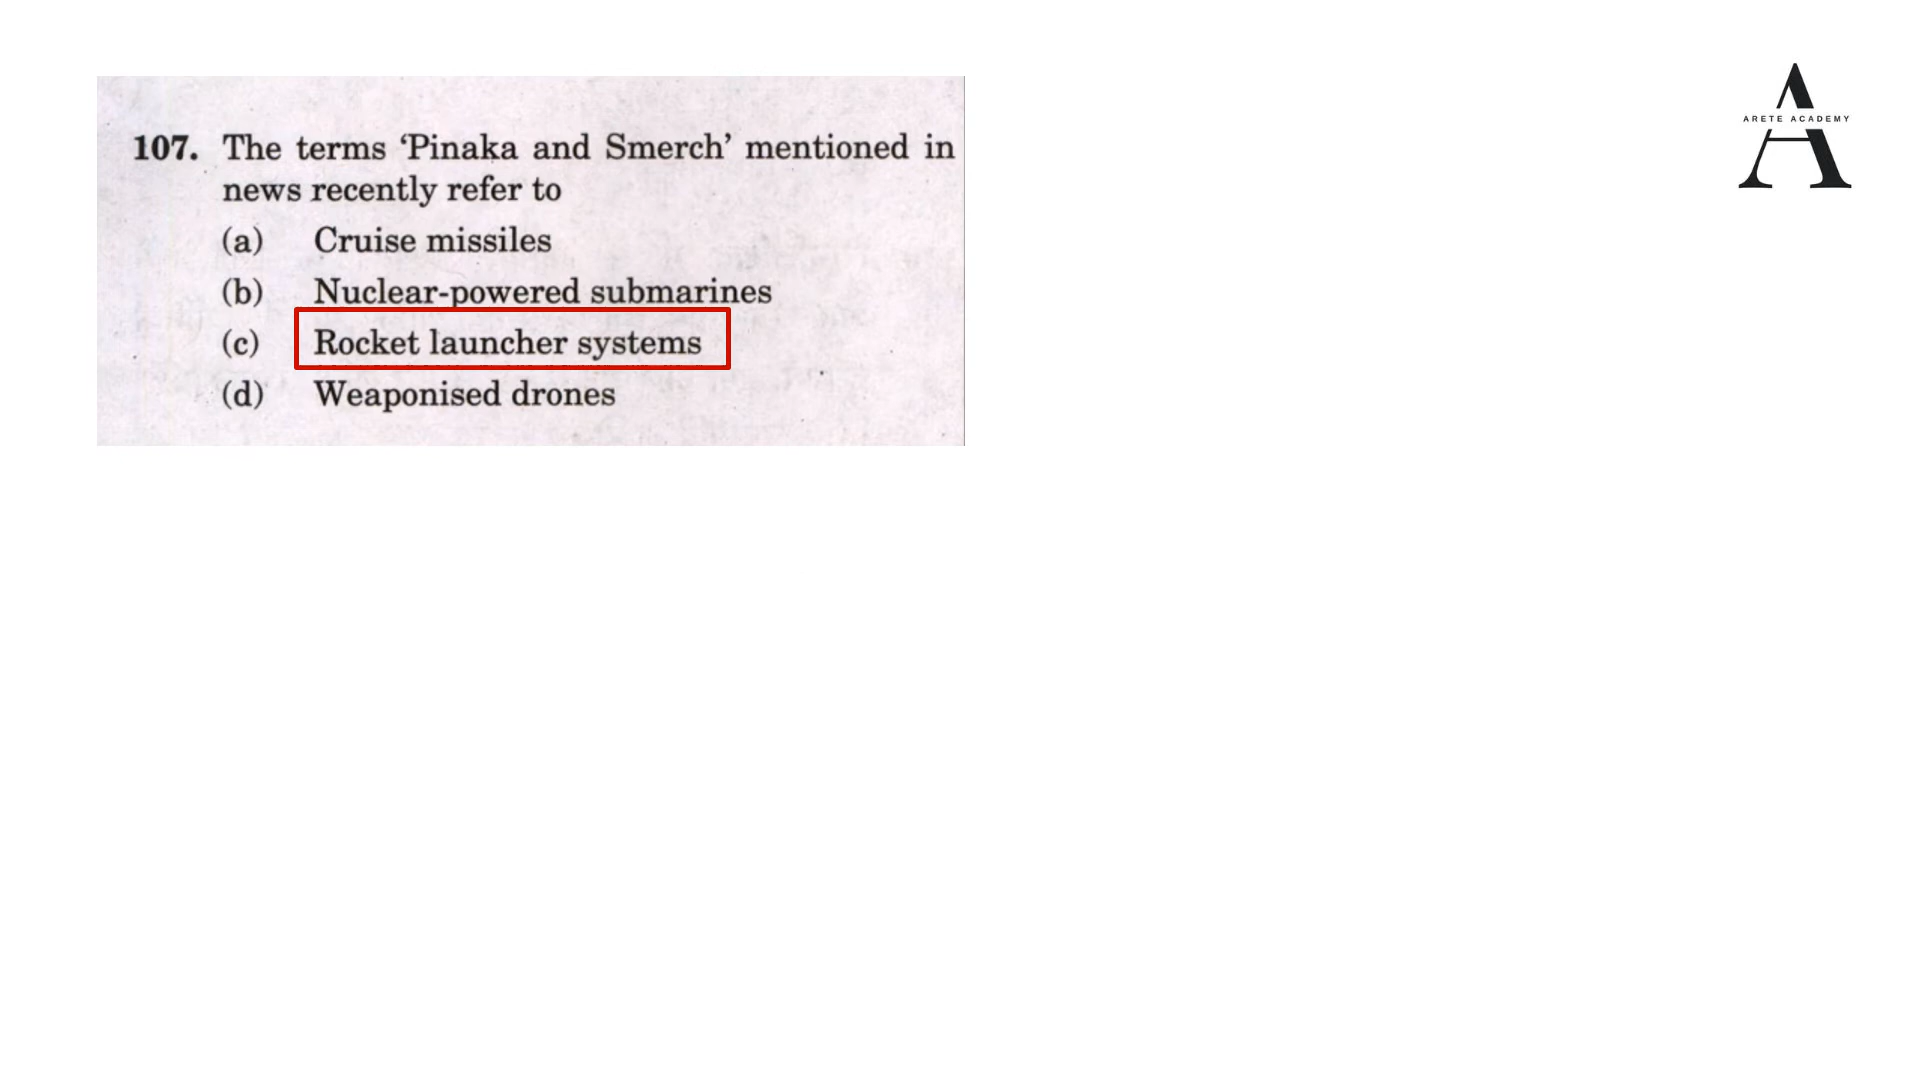 107. The terms ‘Pinaka and Smerch’ mentioned in
news recently refer to
(a) Cruise missiles
(b) Nuclear-powered submarines
(c) Rocket launcher systems
(d) Weaponised drones
ARETE ACADEMY